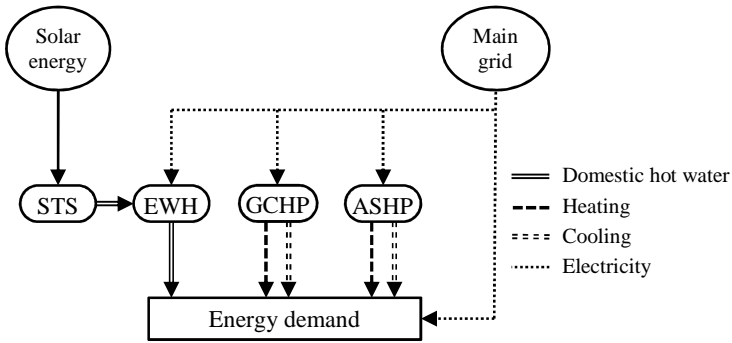 Solar
energy
Main
grid
STS
EWH
GCHP
ASHP
Domestic hot water
Heating
Cooling
Electricity
Energy demand